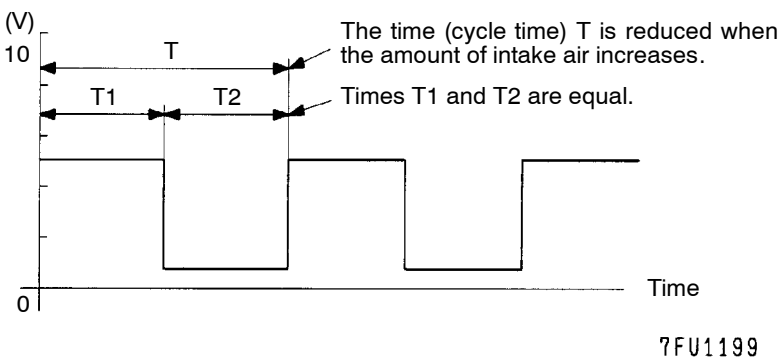 (V)
10
T
The time (cycle time) T is reduced when
the amount of intake air increases.
T1
T2
Times T1 and T2 are equal.
Time
0
7FU1199